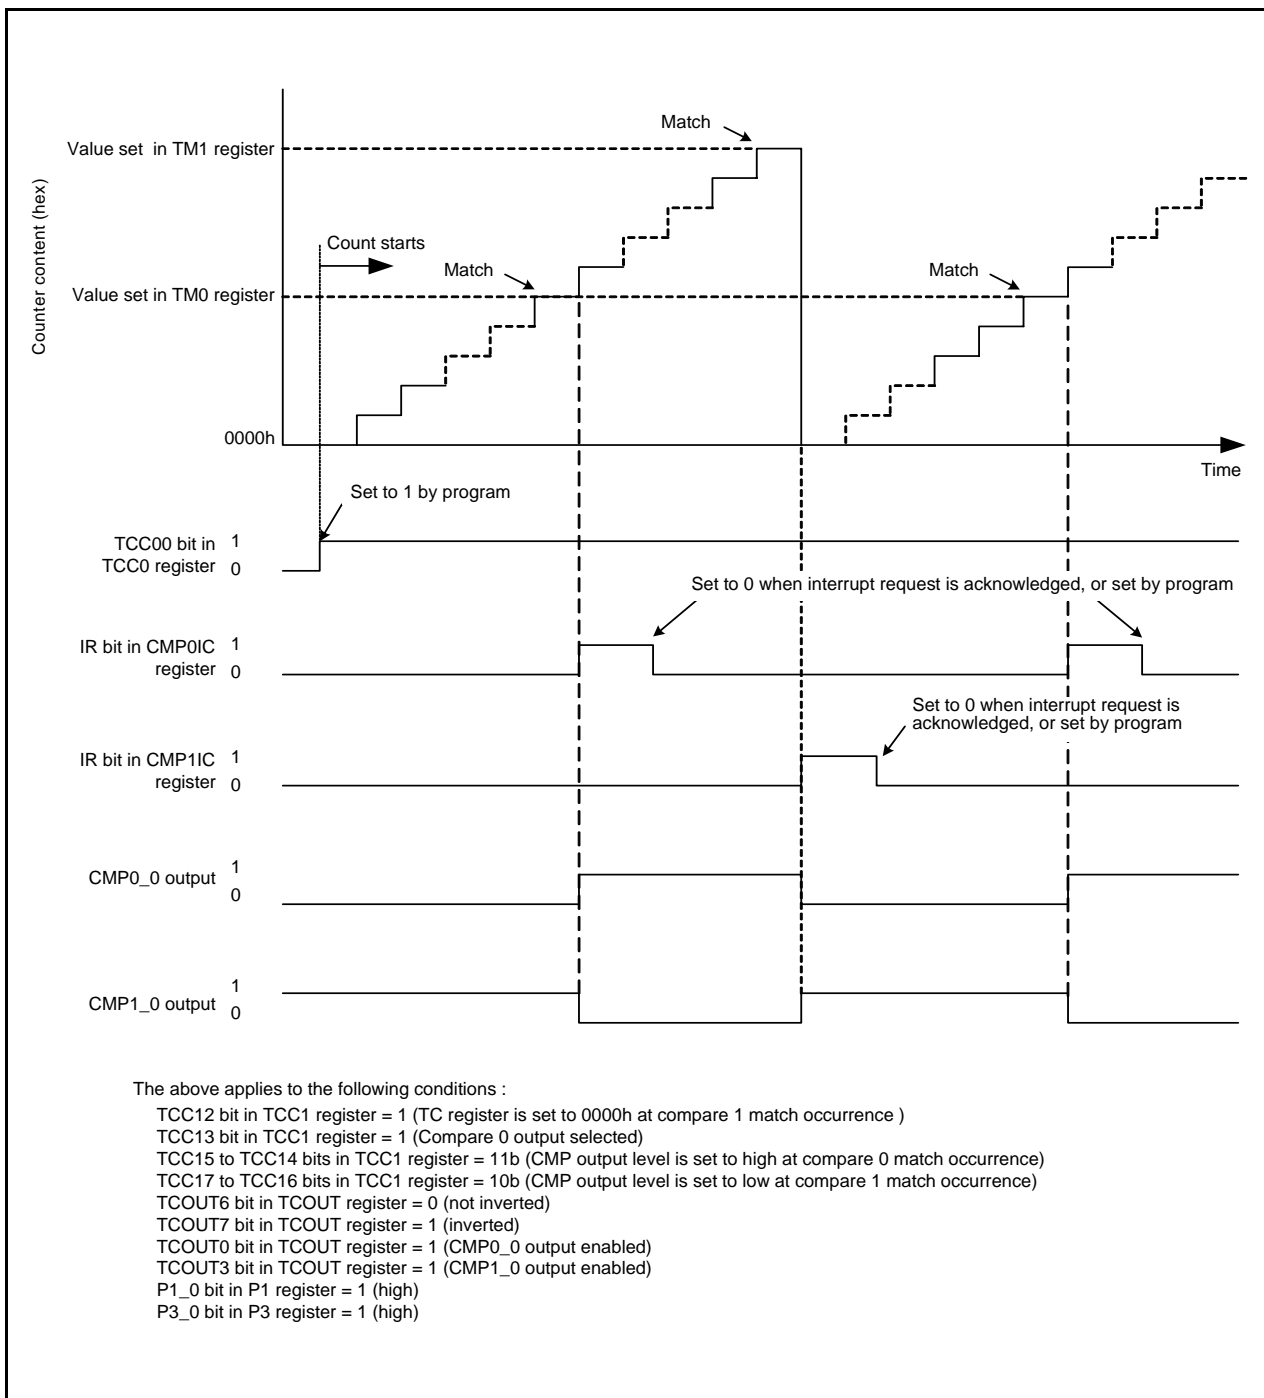 Match
Value set in TM1 register
Count starts
Match
Match
Value set in TM0 register
Counter content (hex)
0000h
Time
Set to 1 by program
TCC00 bit in 1
TCC0 register 0
Set to 0 when interrupt request is acknowledged, or set by program
IR bit in CMP0IC 1
register 0
Set to 0 when interrupt request is
acknowledged, or set by program
IR bit in CMP1IC 1
register 0
1
CMP0_0 output
0
1
CMP1_0 output
0
The above applies to the following conditions :
TCC12 bit in TCC1 register = 1 (TC register is set to 0000h at compare 1 match occurrence )
TCC13 bit in TCC1 register = 1 (Compare 0 output selected)
TCC15 to TCC14 bits in TCC1 register = 11b (CMP output level is set to high at compare 0 match occurrence)
TCC17 to TCC16 bits in TCC1 register = 10b (CMP output level is set to low at compare 1 match occurrence)
TCOUT6 bit in TCOUT register = 0 (not inverted)
TCOUT7 bit in TCOUT register = 1 (inverted)
TCOUT0 bit in TCOUT register = 1 (CMP0_0 output enabled)
TCOUT3 bit in TCOUT register = 1 (CMP1_0 output enabled)
P1_0 bit in P1 register = 1 (high)
P3_0 bit in P3 register = 1 (high)